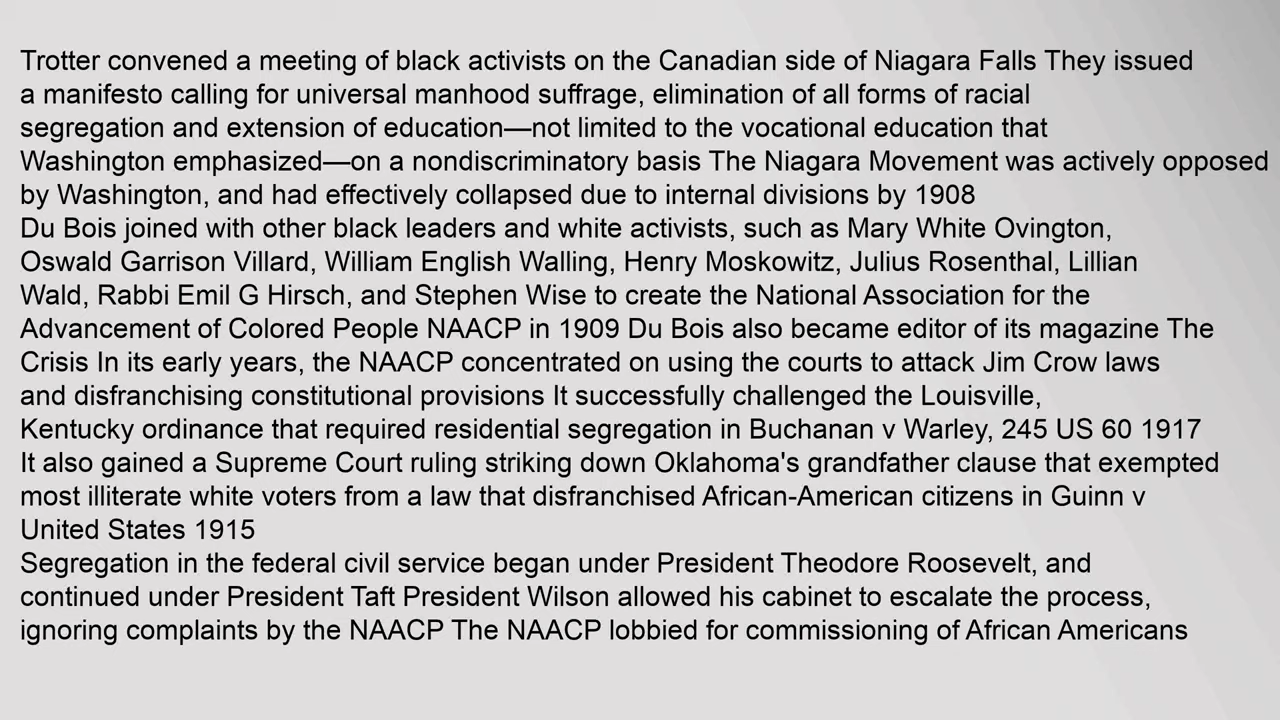 Trotter convened a meeting of black activists on the Canadian side of Niagara Falls They issued
a manifesto calling for universal manhood suffrage, elimination of all forms of racial
segregation and extension of education—not limited to the vocational education that
Washington emphasized—on a nondiscriminatory basis The Niagara Movement was actively opposed
by Washington, and had effectively collapsed due to internal divisions by 1908
Du Bois joined with other black leaders and white activists, such as Mary White Ovington,
Oswald Garrison Villard, William English Walling, Henry Moskowitz, Julius Rosenthal, Lillian
Wald, Rabbi Emil G Hirsch, and Stephen Wise to create the National Association for the
Advancement of Colored People NAACP in 1909 Du Bois also became editor of its magazine The
Crisis In its early years, the NAACP concentrated on using the courts to attack Jim Crow laws
and disfranchising constitutional provisions It successfully challenged the Louisville,
Kentucky ordinance that required residential segregation in Buchanan v Warley, 245 US 60 1917
It also gained a Supreme Court ruling striking down Oklahoma's grandfather clause that exempted
most illiterate white voters from a law that disfranchised African-American citizens in Guinn v
United States 1915
Segregation in the federal civil service began under President Theodore Roosevelt, and
continued under President Taft President Wilson allowed his cabinet to escalate the process,
ignoring complaints by the NAACP The NAACP lobbied for commissioning of African Americans